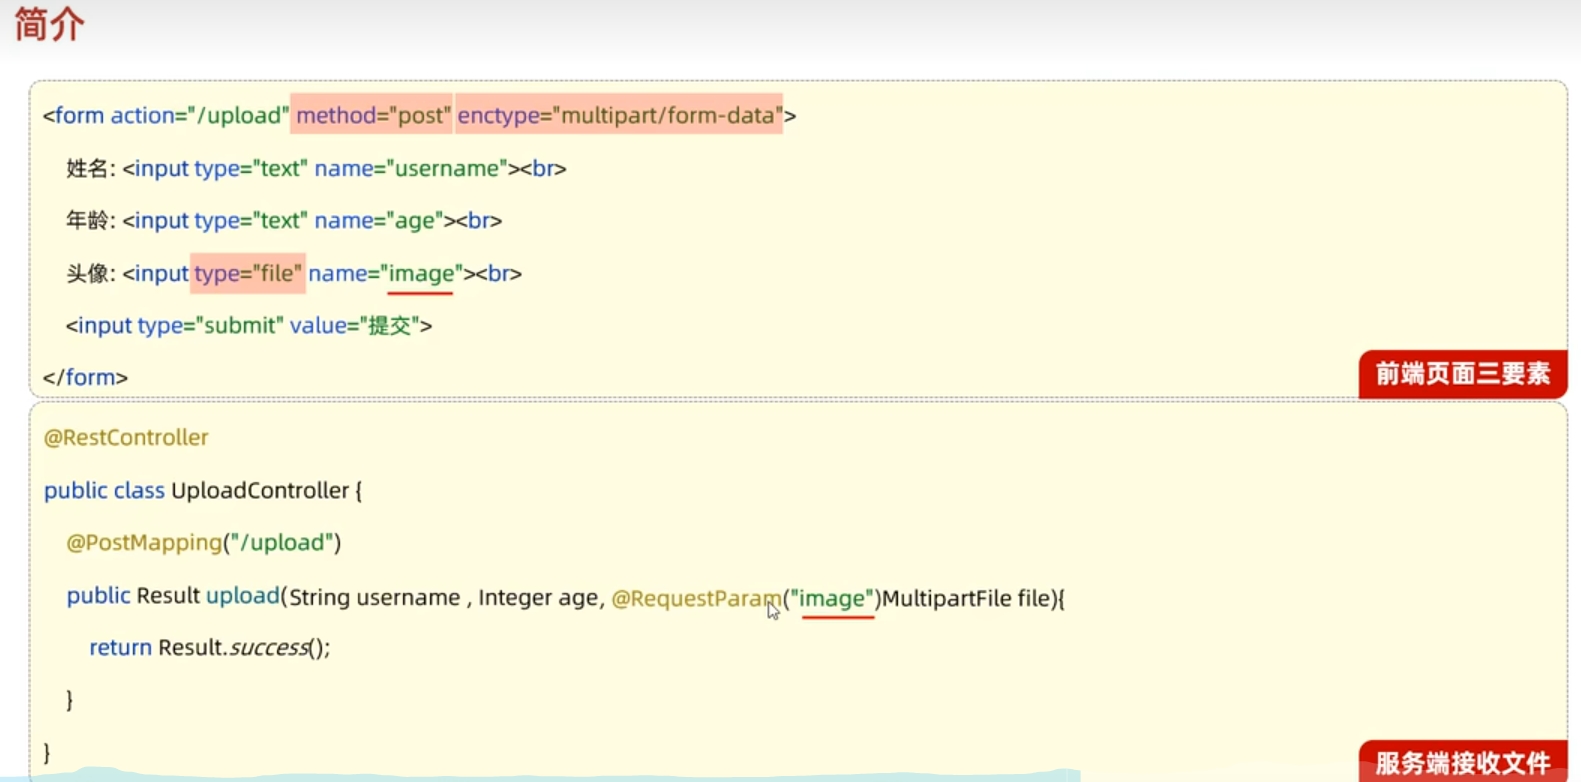 简介
<form action="/upload" method="post" enctype="multipart/form-data">
姓名: <input type="text" name="username"><br>
年龄: <input type="text" name="age"><br>
头像: <input type="file" name="image"><br>
<input type="submit" value="提交">
</form>
前端页面三要素
@RestController
public class UploadController {
@PostMapping("/upload")
public Result upload(String username , Integer age, @RequestParam("image")MultipartFile file){
return Result.success();
}
}
服务端接收文件